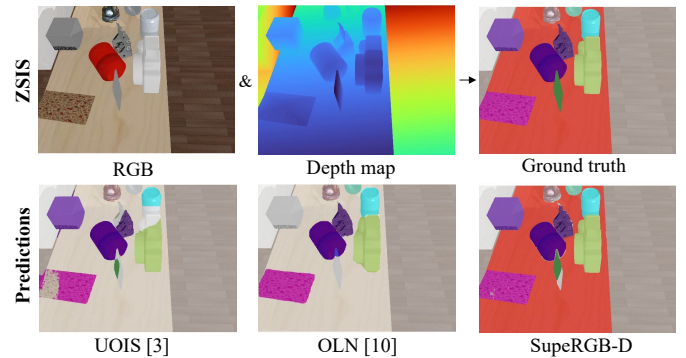 ZSIS
&
RGB
Depth map
Ground truth
Predictions
UOIS [3]
OLN [10]
SupeRGB-D